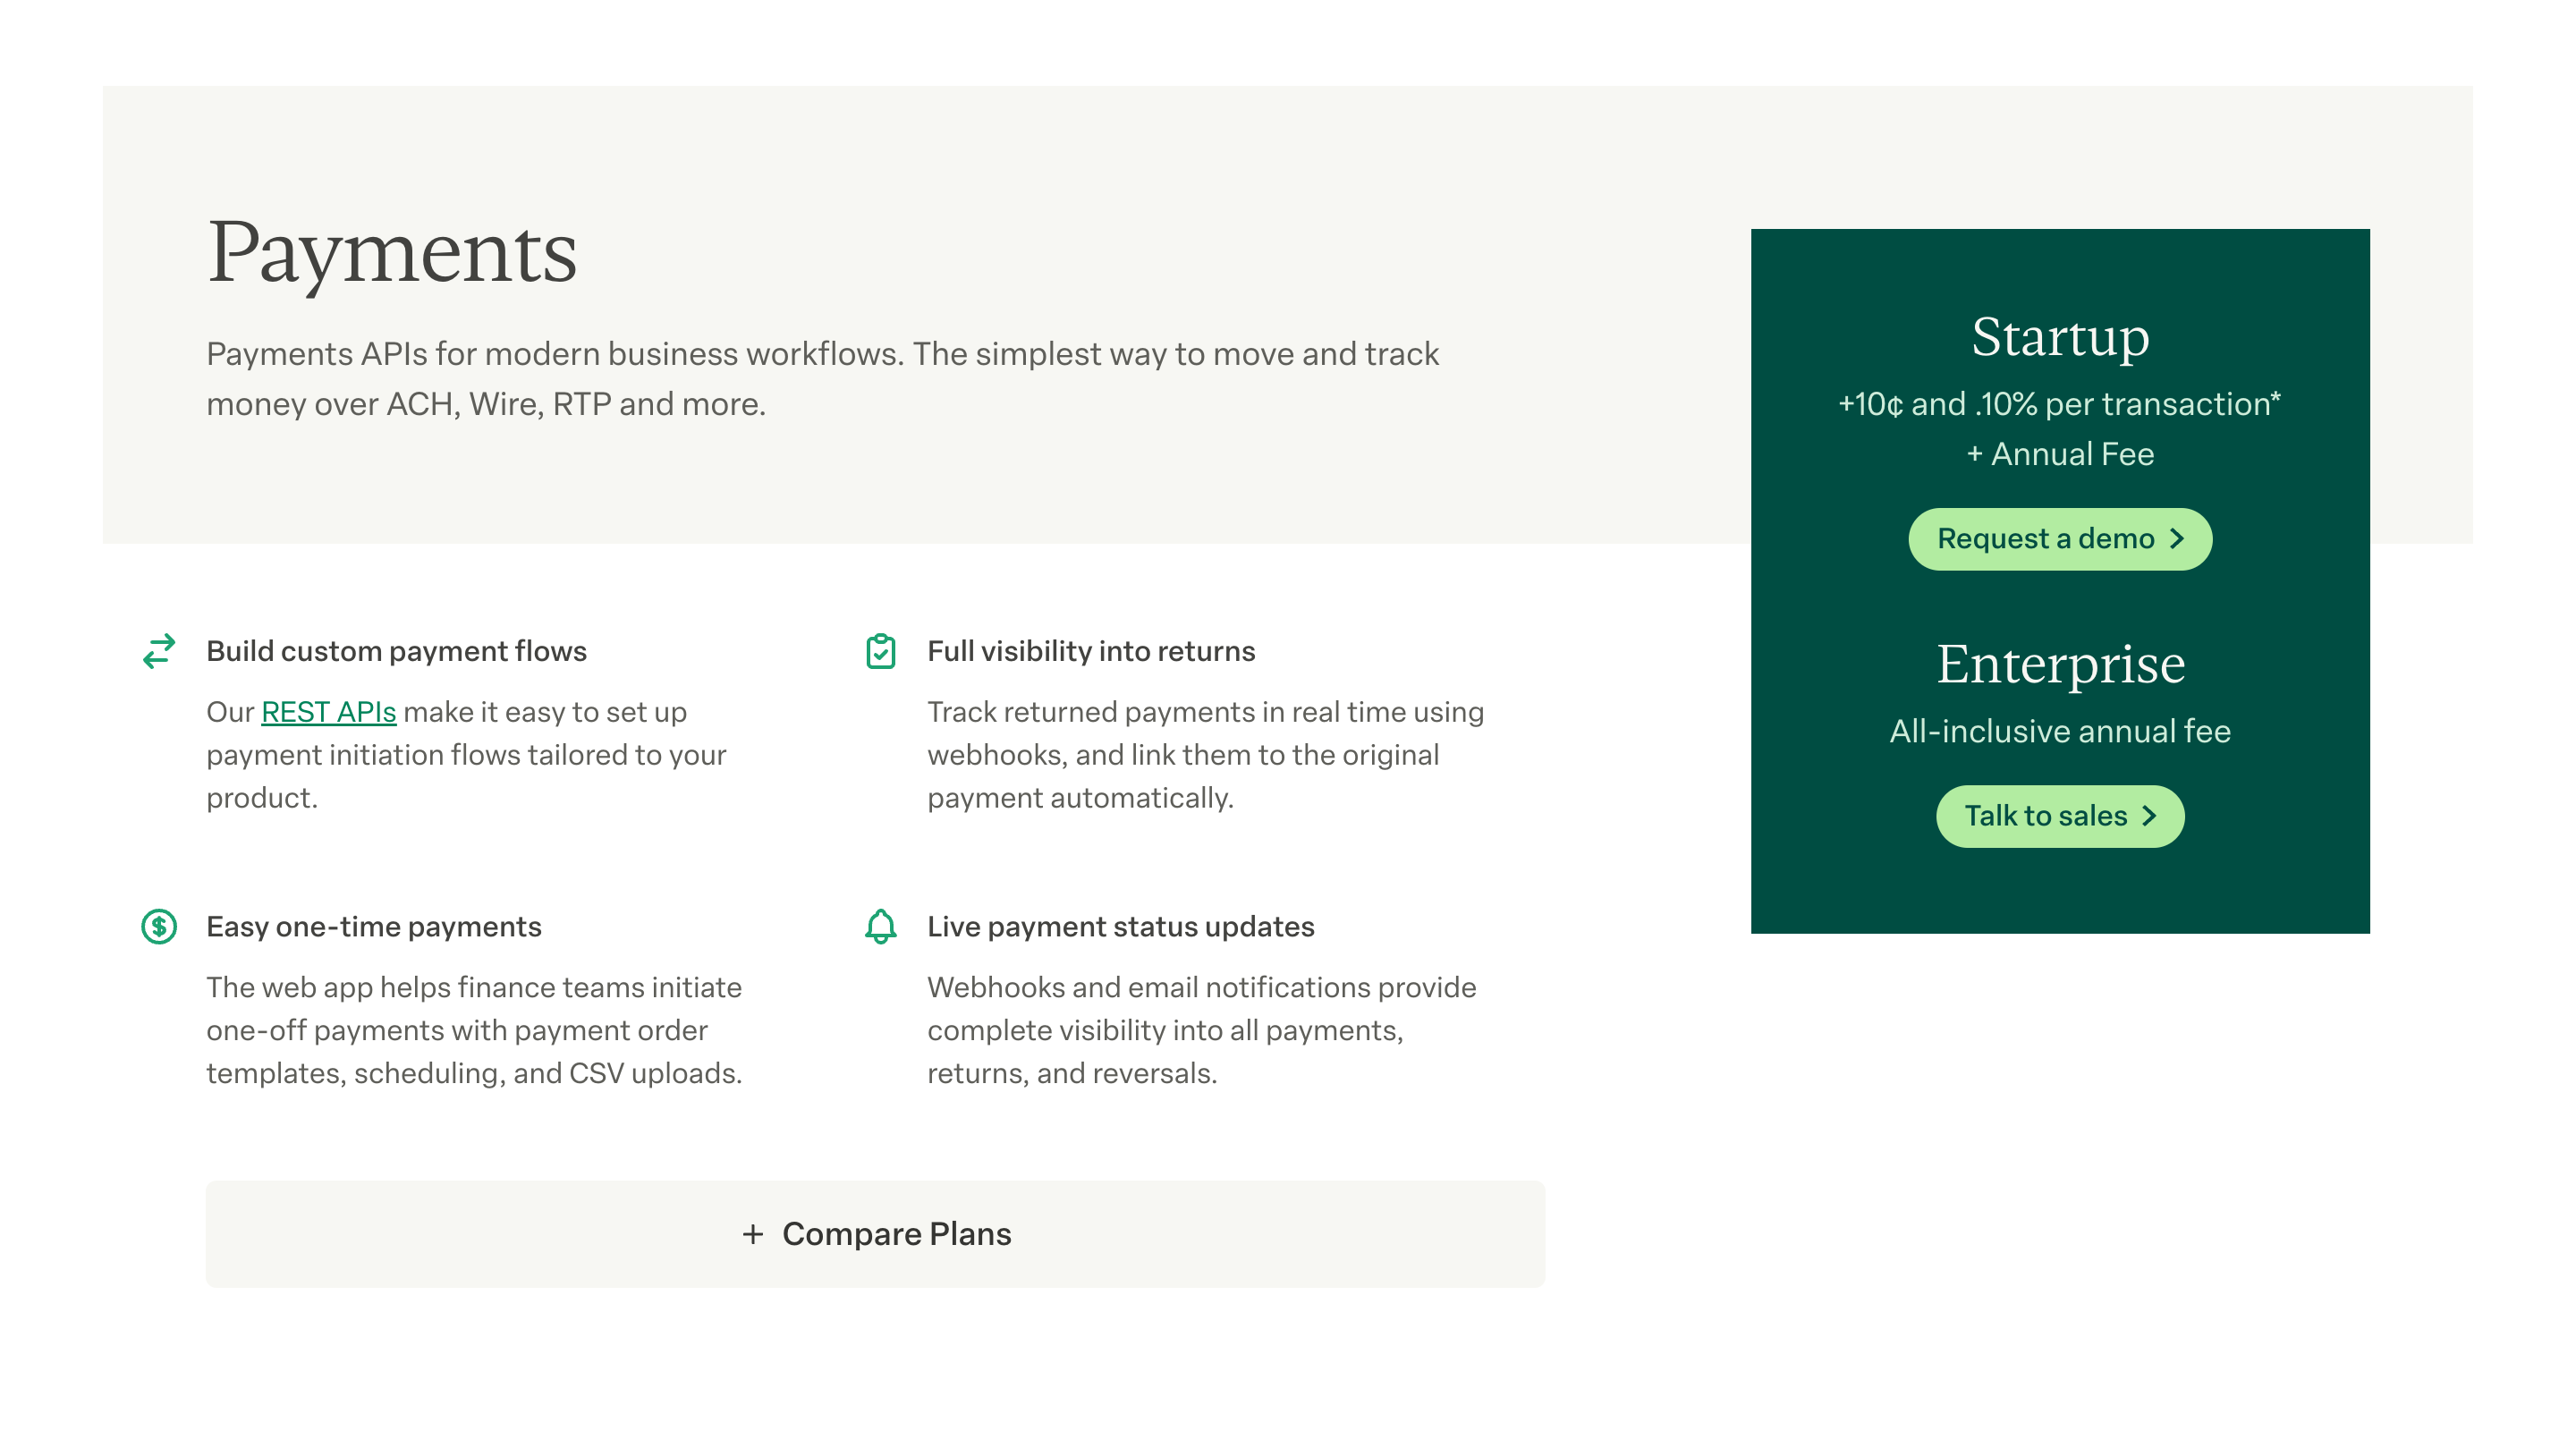 Payments
Payments APIs for modern business workflows. The simplest way to move and track
money over ACH, Wire, RTP and more.
Startup
+10¢ and .10% per transaction*
+ Annual Fee
Request a demo
Enterprise
All-inclusive annual fee
Talk to sales
Build custom payment flows
Our REST APIs make it easy to set up
payment initiation flows tailored to your
product.
Full visibility into returns
Track returned payments in real time using
webhooks, and link them to the original
payment automatically.
Easy one-time payments
The web app helps finance teams initiate
one-off payments with payment order
templates, scheduling, and CSV uploads.
Live payment status updates
Webhooks and email notifications provide
complete visibility into all payments,
returns, and reversals.
+ Compare Plans